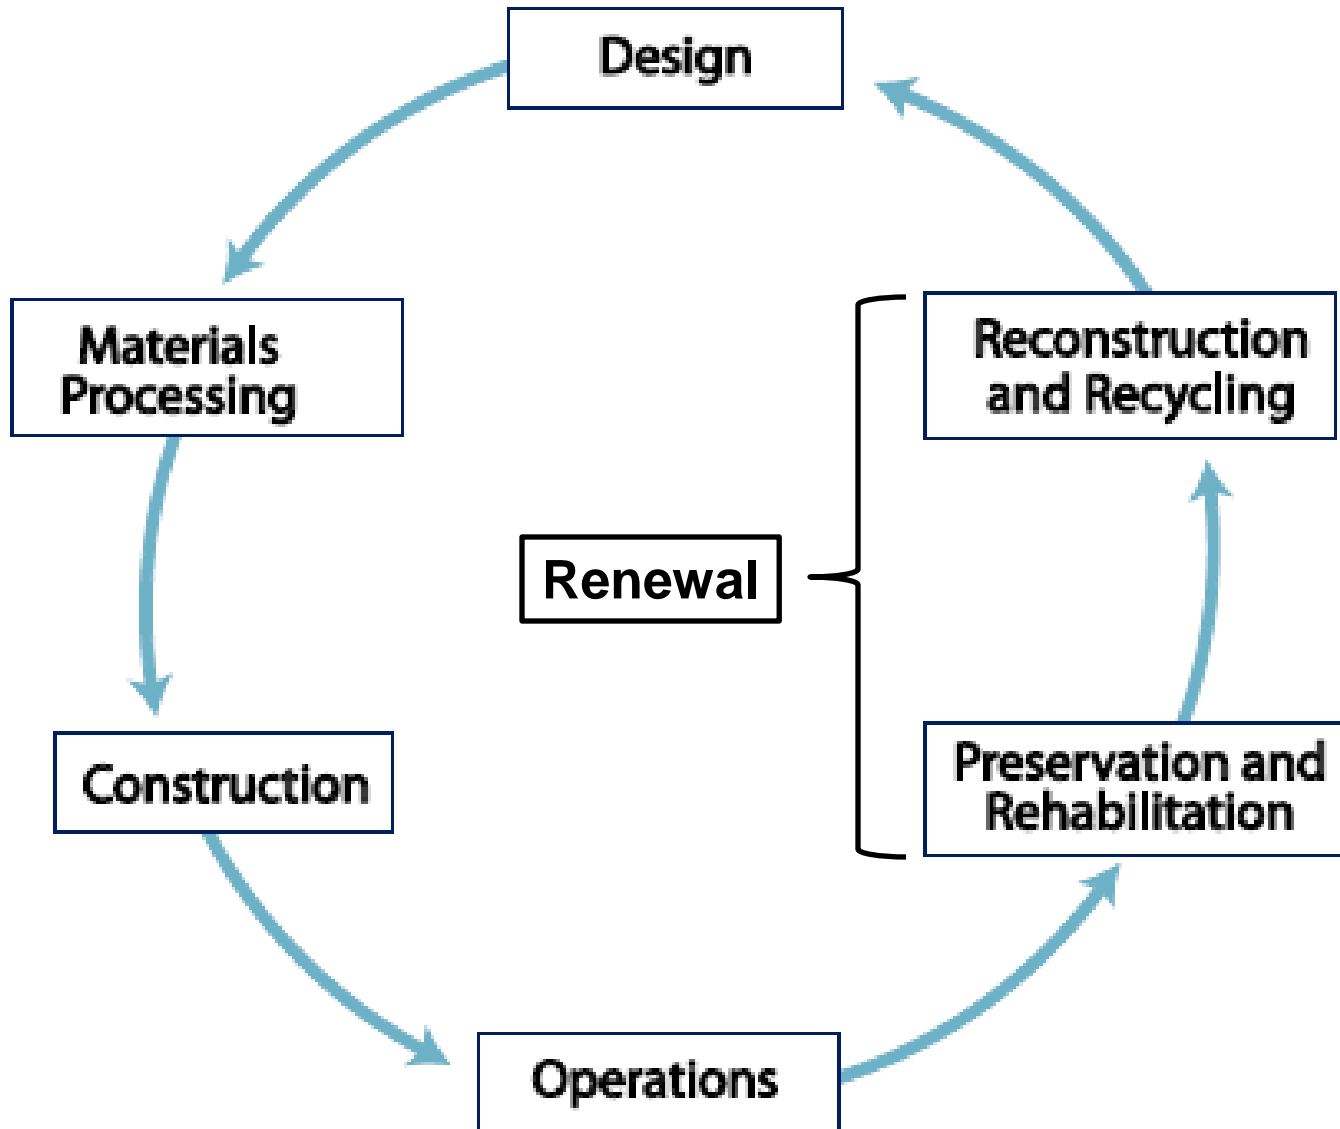 Design
Materials
Processing
Reconstruction
and Recycling
Renewal
Construction
Preservation and
Rehabilitation
Operations